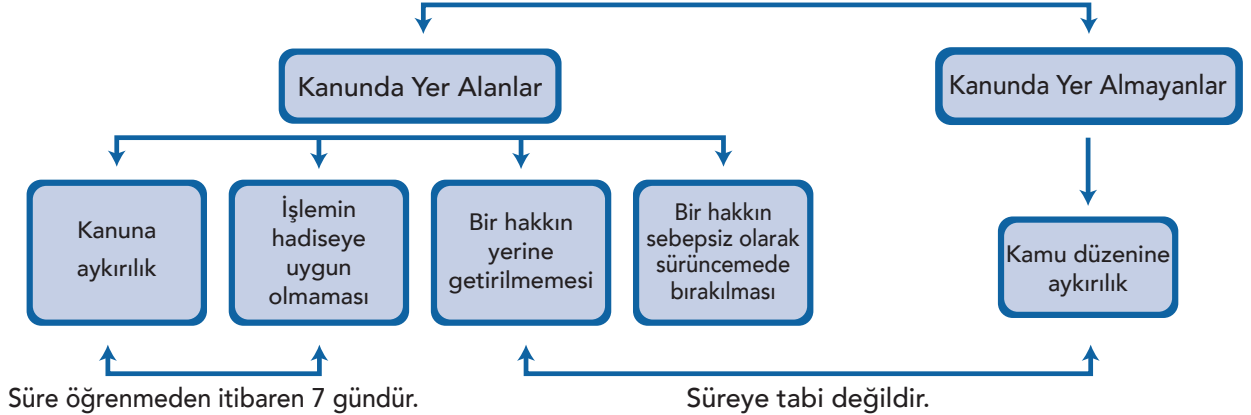 Kanunda Yer Alanlar
Kanunda Yer Almayanlar
Kanuna
aykırılık
İşlemin
hadiseye
uygun
olmaması
Bir hakkın
yerine
getirilmemesi
Bir hakkın
sebepsiz olarak
sürüncemede
bırakılması
Kamu düzenine
aykırılık
Süre öğrenmeden itibaren 7 gündür.
Süreye tabi değildir.